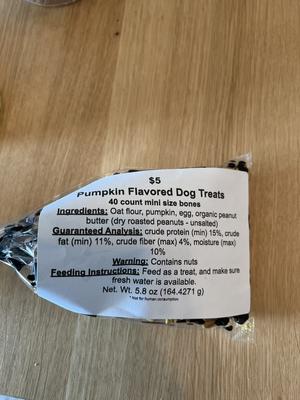 $5
Pumpkin Flavored Dog Treats
40 count mini size bones
Ingredients: Oat flour, pumpkin, egg, organic peanut
butter (dry roasted peanuts - unsalted)
Guaranteed Analysis: crude protein (min) 15%, crude
fat (min) 11%, crude fiber (max) 4%, moisture (max)
10%
Warning: Contains nuts
Feeding Instructions: Feed as a treat, and make sure
fresh water is available.
Net. Wt. 5.8 oz (164.4271 g)
* Not for human consumption